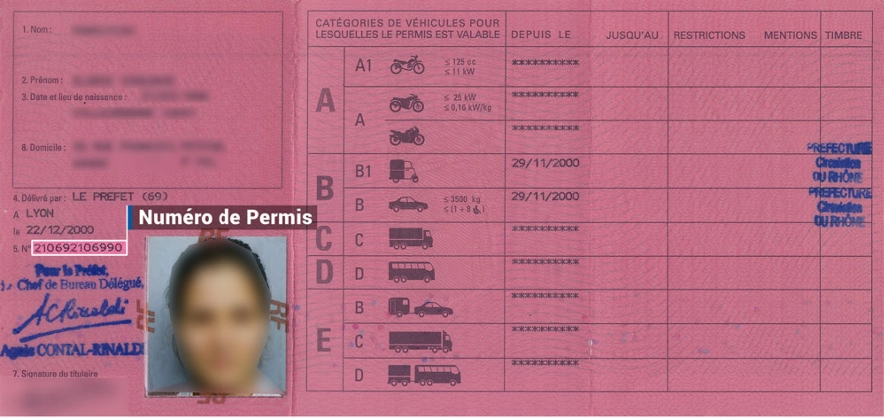 1. Nom :
2. Prénom :
3. Date et lieu de naissance :
8. Domicile :
4. Délivré par : LE PREFET (69)
A LYON
le 22/12/2000
5. N° 210692106990
Numéro de Permis
Pour le Préfet,
Chef de Bureau Délégué,
ACRinaldi
Agnès CONTAL-RINALDI
7. Signature du titulaire
RF
RF
CATÉGORIES DE VÉHICULES POUR
LESQUELLES LE PERMIS EST VALABLE
DEPUIS LE JUSQU'AU RESTRICTIONS MENTIONS TIMBRE
A
A1 ≤ 125 cc **********
≤ 11 kW
A ≤ 25 kW **********
≤ 0,16 kW/kg
**********
B
B1 29/11/2000
B ≤ 3500 kg 29/11/2000
≤ (1 + 8)
PREFECTURE
Circulation
DU RHÔNE
PREFECTURE
Circulation
DU RHÔNE
C C **********
D D **********
E
B **********
C **********
D **********